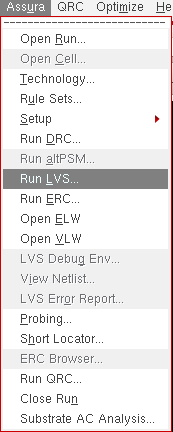 Assura QRC Optimize He
Open Run...
Open Cell...
Technology...
Rule Sets...
Setup
Run DRC...
Run altPSM...
Run LVS...
Run ERC...
Open ELW
Open VLW
LVS Debug Env...
View Netlist...
LVS Error Report...
Probing...
Short Locator...
ERC Browser...
Run QRC...
Close Run
Substrate AC Analysis...